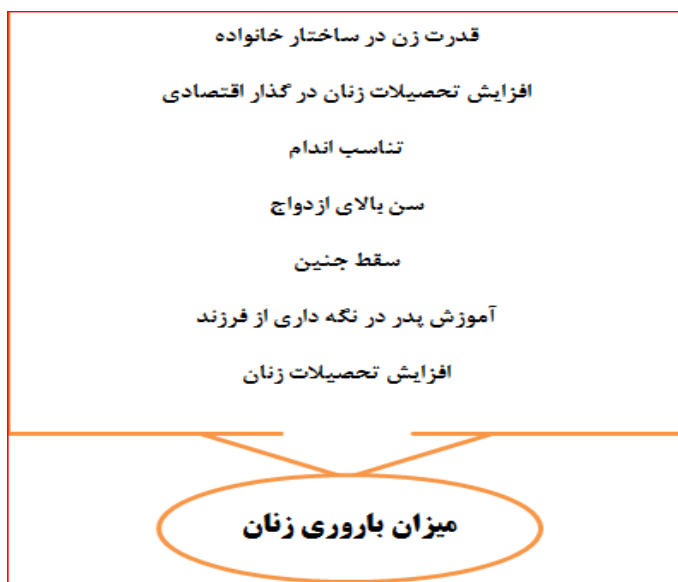 قدرت زن در ساختار خانواده
افزایش تحصیلات زنان در گذار اقتصادی
تناسب اندام
سن بالای ازدواج
سقط جنین
آموزش پدر در نگه داری از فرزند
افزایش تحصیلات زنان
میزان باروری زنان